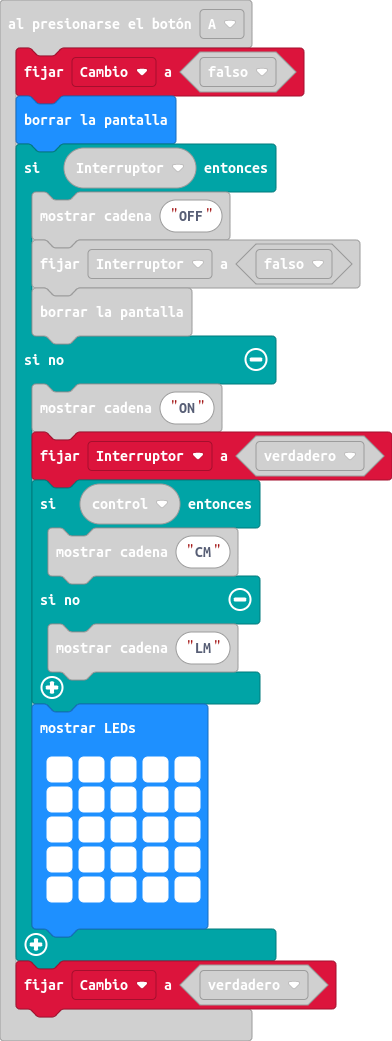 al presionarse el botón A
fijar Cambio a falso
borrar la pantalla
si Interruptor entonces
mostrar cadena "OFF"
fijar Interruptor a falso
borrar la pantalla
si no
mostrar cadena "ON"
fijar Interruptor a verdadero
si control entonces
mostrar cadena "CM"
si no
mostrar cadena "LM"
mostrar LEDs
fijar Cambio a verdadero